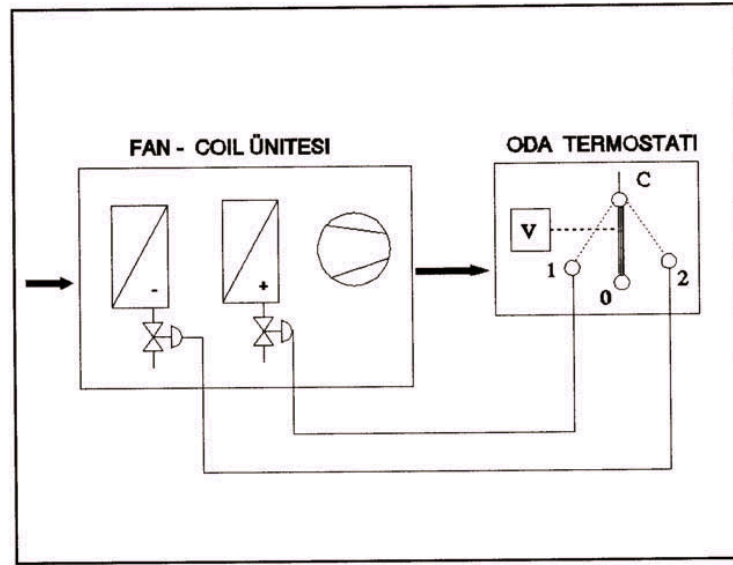 FAN - COIL ÜNITESI
ODA TERMOSTATI
C
V
1
0
2
-
+